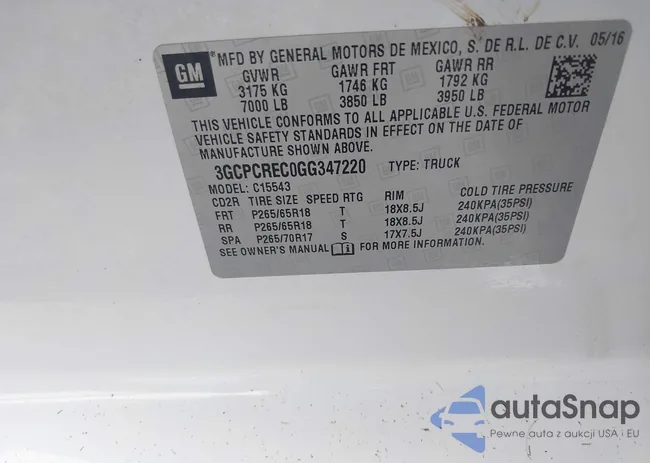 GM
MFD BY GENERAL MOTORS DE MEXICO, S. DE R.L. DE C.V. 05/16
GVWR GAWR FRT GAWR RR
3175 KG 1746 KG 1792 KG
7000 LB 3850 LB 3950 LB
THIS VEHICLE CONFORMS TO ALL APPLICABLE U.S. FEDERAL MOTOR
VEHICLE SAFETY STANDARDS IN EFFECT ON THE DATE OF
MANUFACTURE SHOWN ABOVE.
3GCPCREC0GG347220 TYPE: TRUCK
MODEL: C15543
CD2R TIRE SIZE SPEED RTG RIM COLD TIRE PRESSURE
FRT P265/65R18 T 18X8.5J 240KPA(35PSI)
RR P265/65R18 T 18X8.5J 240KPA(35PSI)
SPA P265/70R17 S 17X7.5J 240KPA(35PSI)
SEE OWNER'S MANUAL FOR MORE INFORMATION.
autaSnap
Pewne auta z aukcji USA i EU